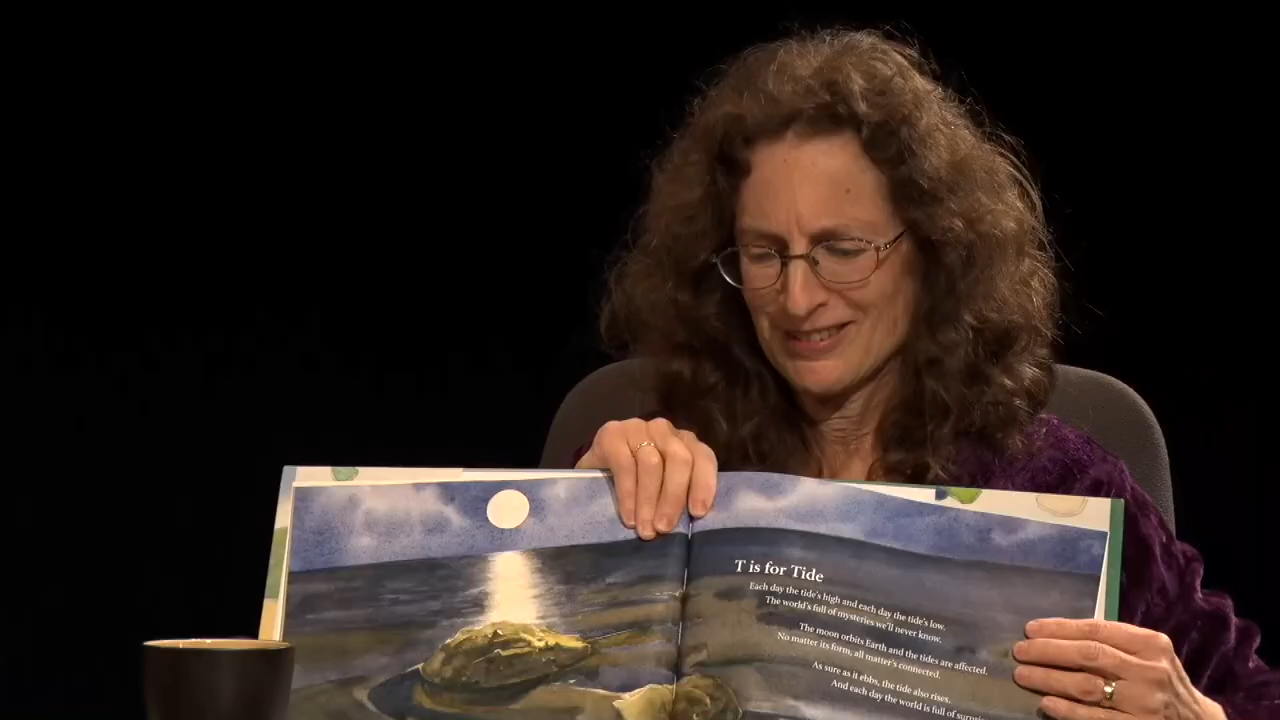 T is for Tide
Each day the tide's high and each day the tide's low.
The world's full of mysteries we'll never know.
The moon orbits Earth and the tides are affected.
No matter its form, all matter's connected.
As sure as it ebbs, the tide also rises.
And each day the world is full of